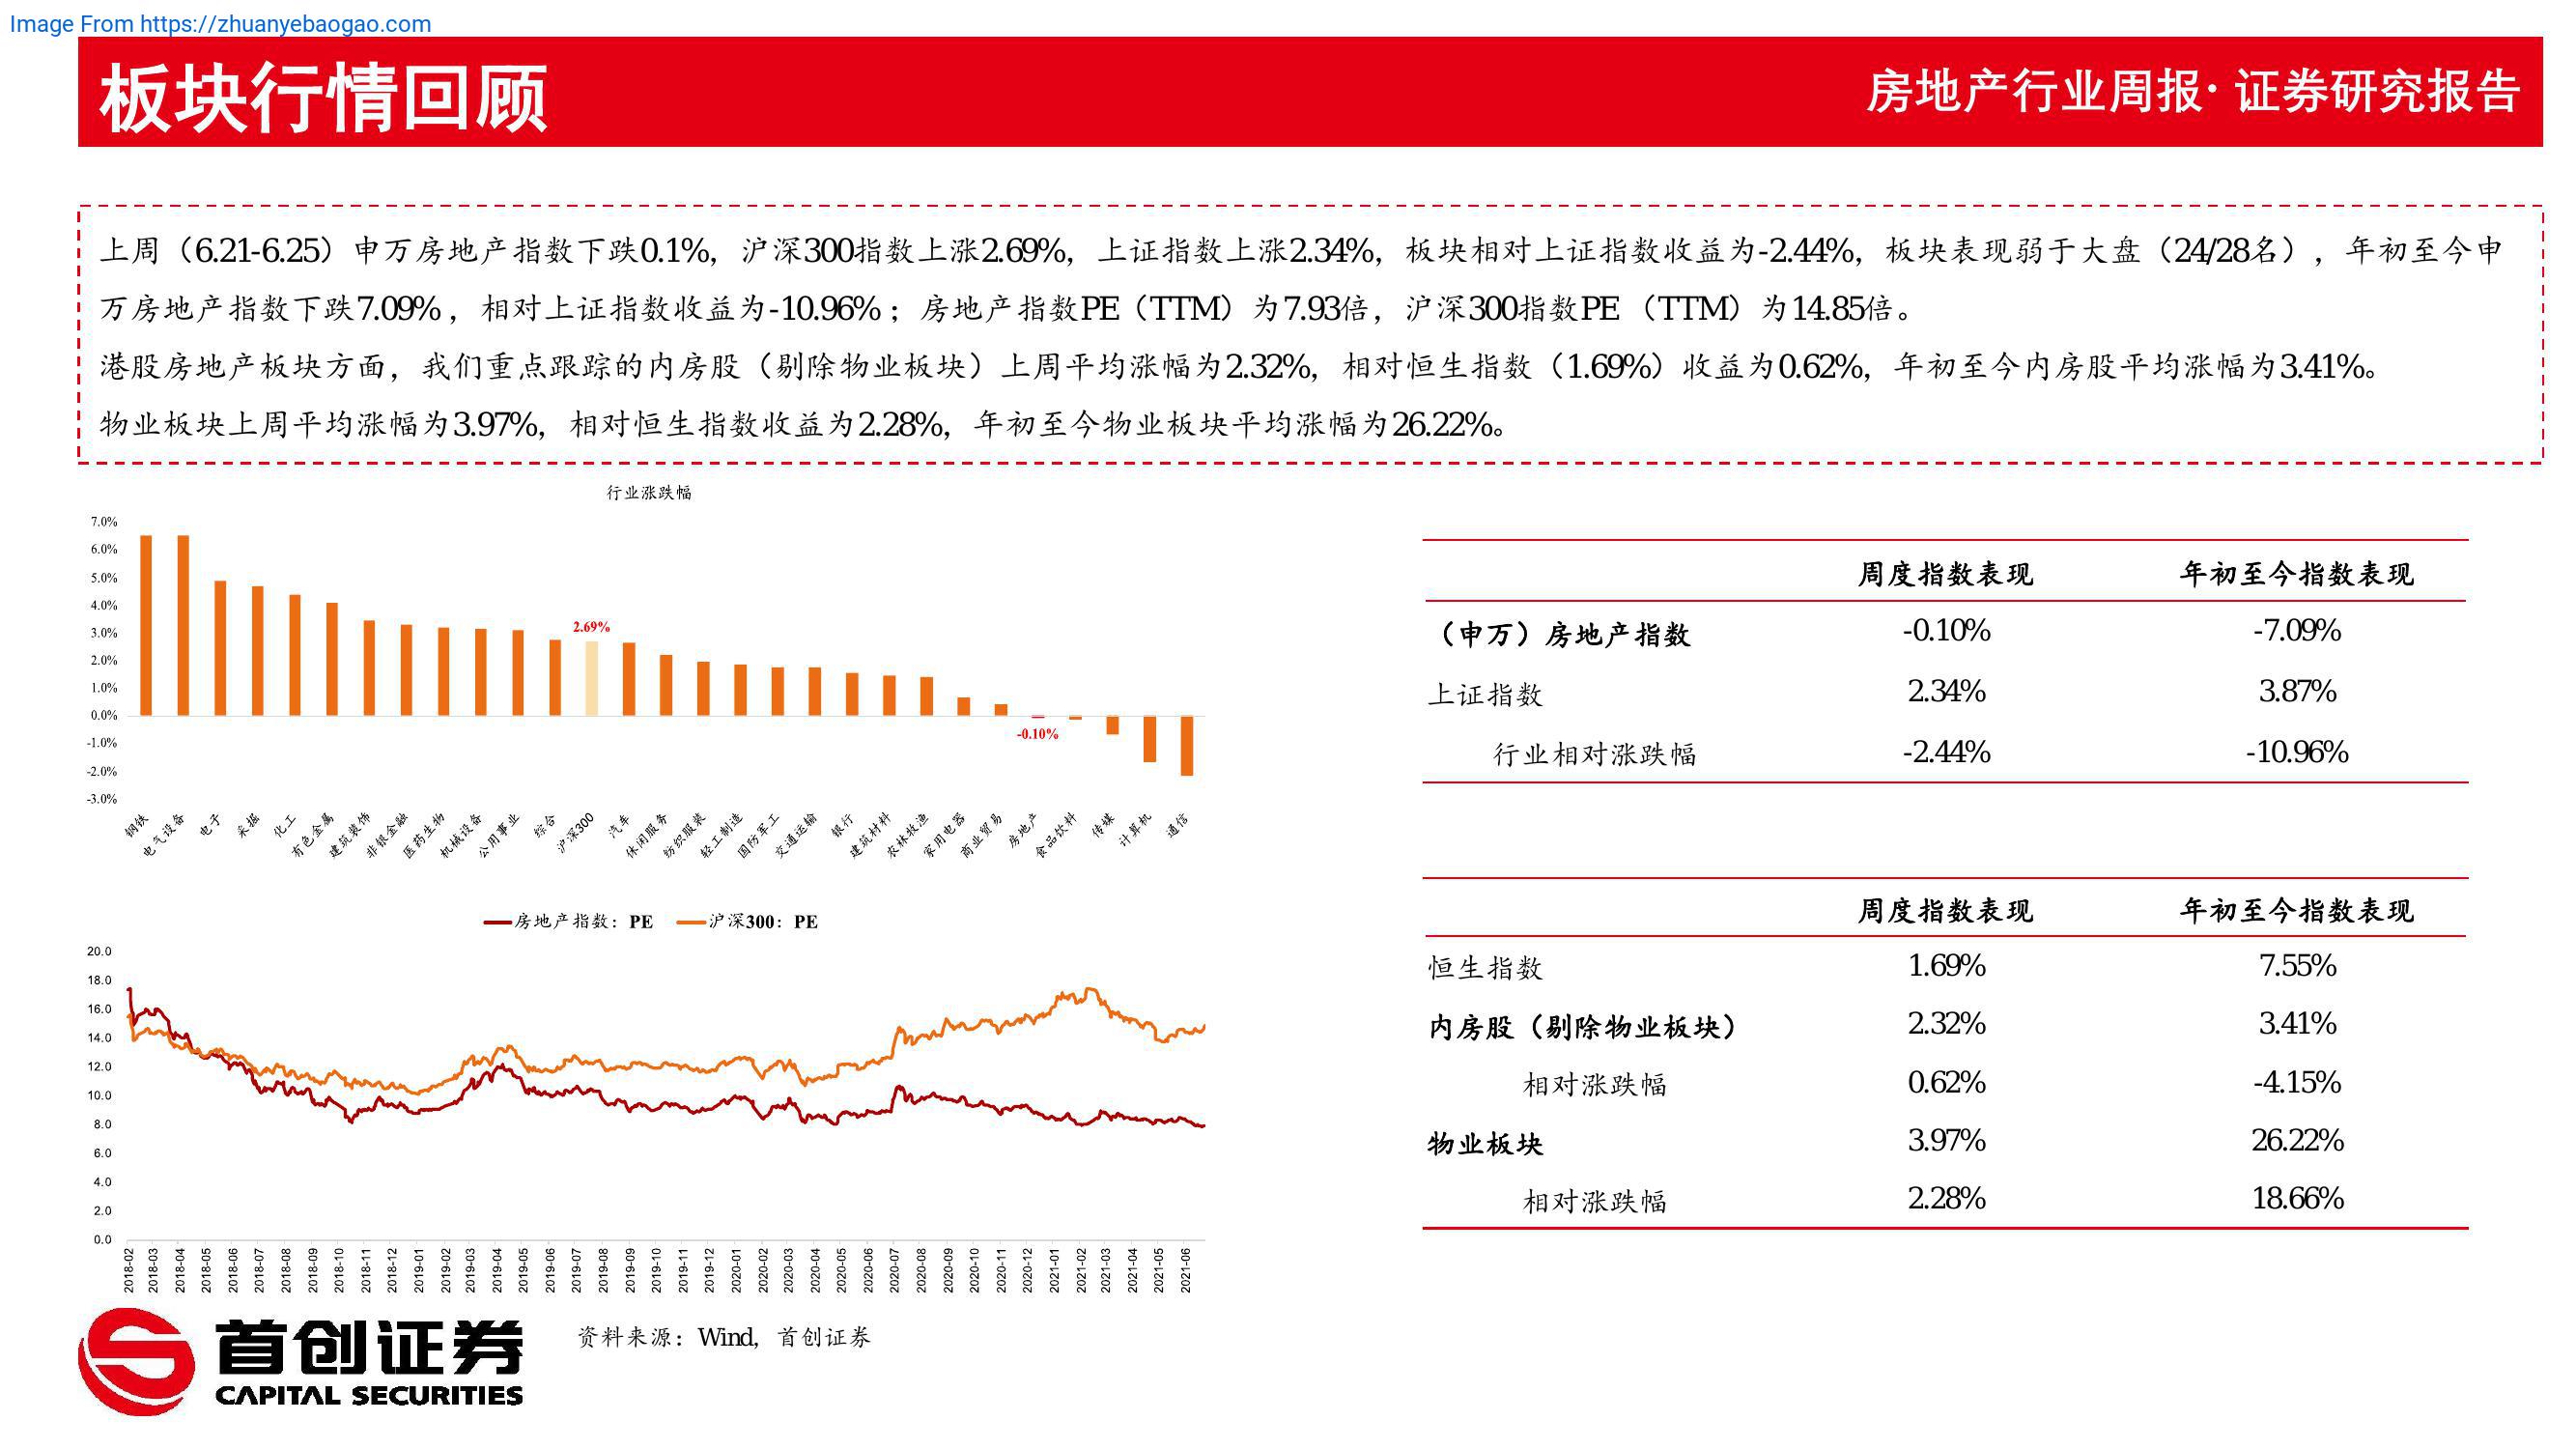 Image From https://zhuanyebaogao.com
板块行情回顾
房地产行业周报· 证券研究报告
上周（6.21-6.25）申万房地产指数下跌0.1%，沪深300指数上涨2.69%，上证指数上涨2.34%，板块相对上证指数收益为-2.44%，板块表现弱于大盘（24/28名），年初至今申
万房地产指数下跌7.09%，相对上证指数收益为-10.96%；房地产指数PE（TTM）为7.93倍，沪深300指数PE （TTM）为14.85倍。
港股房地产板块方面，我们重点跟踪的内房股（剔除物业板块）上周平均涨幅为2.32%，相对恒生指数（1.69%）收益为0.62%，年初至今内房股平均涨幅为3.41%。
物业板块上周平均涨幅为3.97%，相对恒生指数收益为2.28%，年初至今物业板块平均涨幅为26.22%。
行业涨跌幅
7.0%
6.0%
5.0%
4.0%
3.0%
2.0%
1.0%
0.0%
-1.0%
-2.0%
-3.0%
2.69%
-0.10%
钢铁
电气设备
电子
采掘
化工
有色金属
建筑装饰
非银金融
医药生物
机械设备
公用事业
综合
沪深300
汽车
休闲服务
纺织服装
轻工制造
国防军工
交通运输
银行
建筑材料
农林牧渔
家用电器
商业贸易
房地产
食品饮料
传媒
计算机
通信
房地产指数：PE 沪深300：PE
20.0
18.0
16.0
14.0
12.0
10.0
8.0
6.0
4.0
2.0
0.0
2018-02
2018-03
2018-04
2018-05
2018-06
2018-07
2018-08
2018-09
2018-10
2018-11
2018-12
2019-01
2019-02
2019-03
2019-04
2019-05
2019-06
2019-07
2019-08
2019-09
2019-10
2019-11
2019-12
2020-01
2020-02
2020-03
2020-04
2020-05
2020-06
2020-07
2020-08
2020-09
2020-10
2020-11
2020-12
2021-01
2021-02
2021-03
2021-04
2021-05
2021-06
周度指数表现 年初至今指数表现
（申万）房地产指数 -0.10% -7.09%
上证指数 2.34% 3.87%
行业相对涨跌幅 -2.44% -10.96%
周度指数表现 年初至今指数表现
恒生指数 1.69% 7.55%
内房股（剔除物业板块） 2.32% 3.41%
相对涨跌幅 0.62% -4.15%
物业板块 3.97% 26.22%
相对涨跌幅 2.28% 18.66%
首创证券
CAPITAL SECURITIES
资料来源：Wind，首创证券